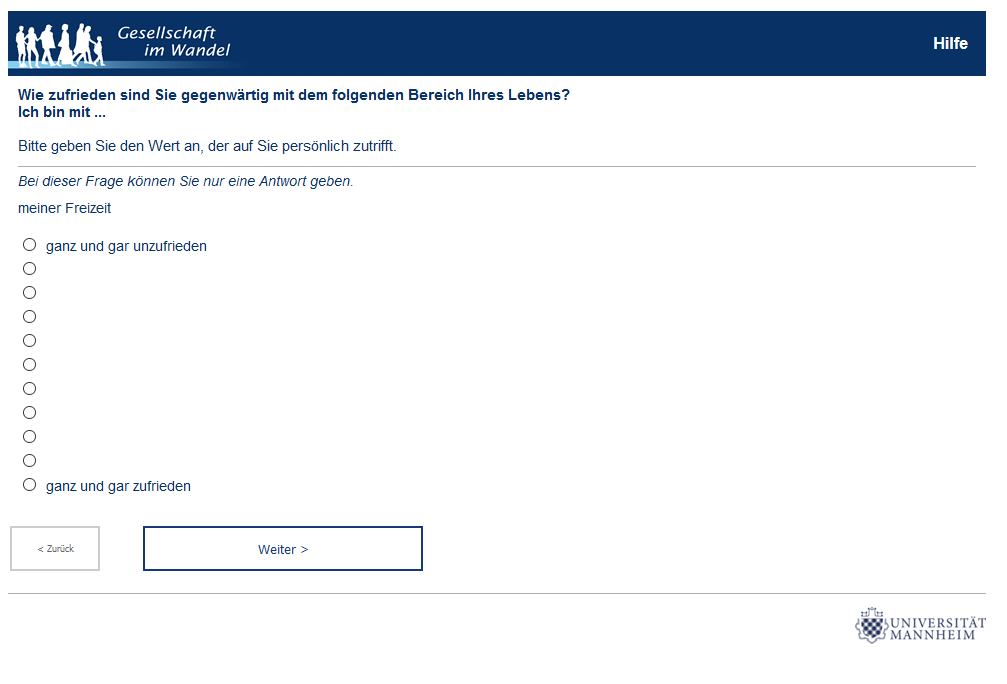 Gesellschaft
im Wandel
Hilfe
Wie zufrieden sind Sie gegenwärtig mit dem folgenden Bereich Ihres Lebens?
Ich bin mit ...
Bitte geben Sie den Wert an, der auf Sie persönlich zutrifft.
Bei dieser Frage können Sie nur eine Antwort geben.
meiner Freizeit
ganz und gar unzufrieden
ganz und gar zufrieden
< Zurück
Weiter >
UNIVERSITÄT
MANNHEIM